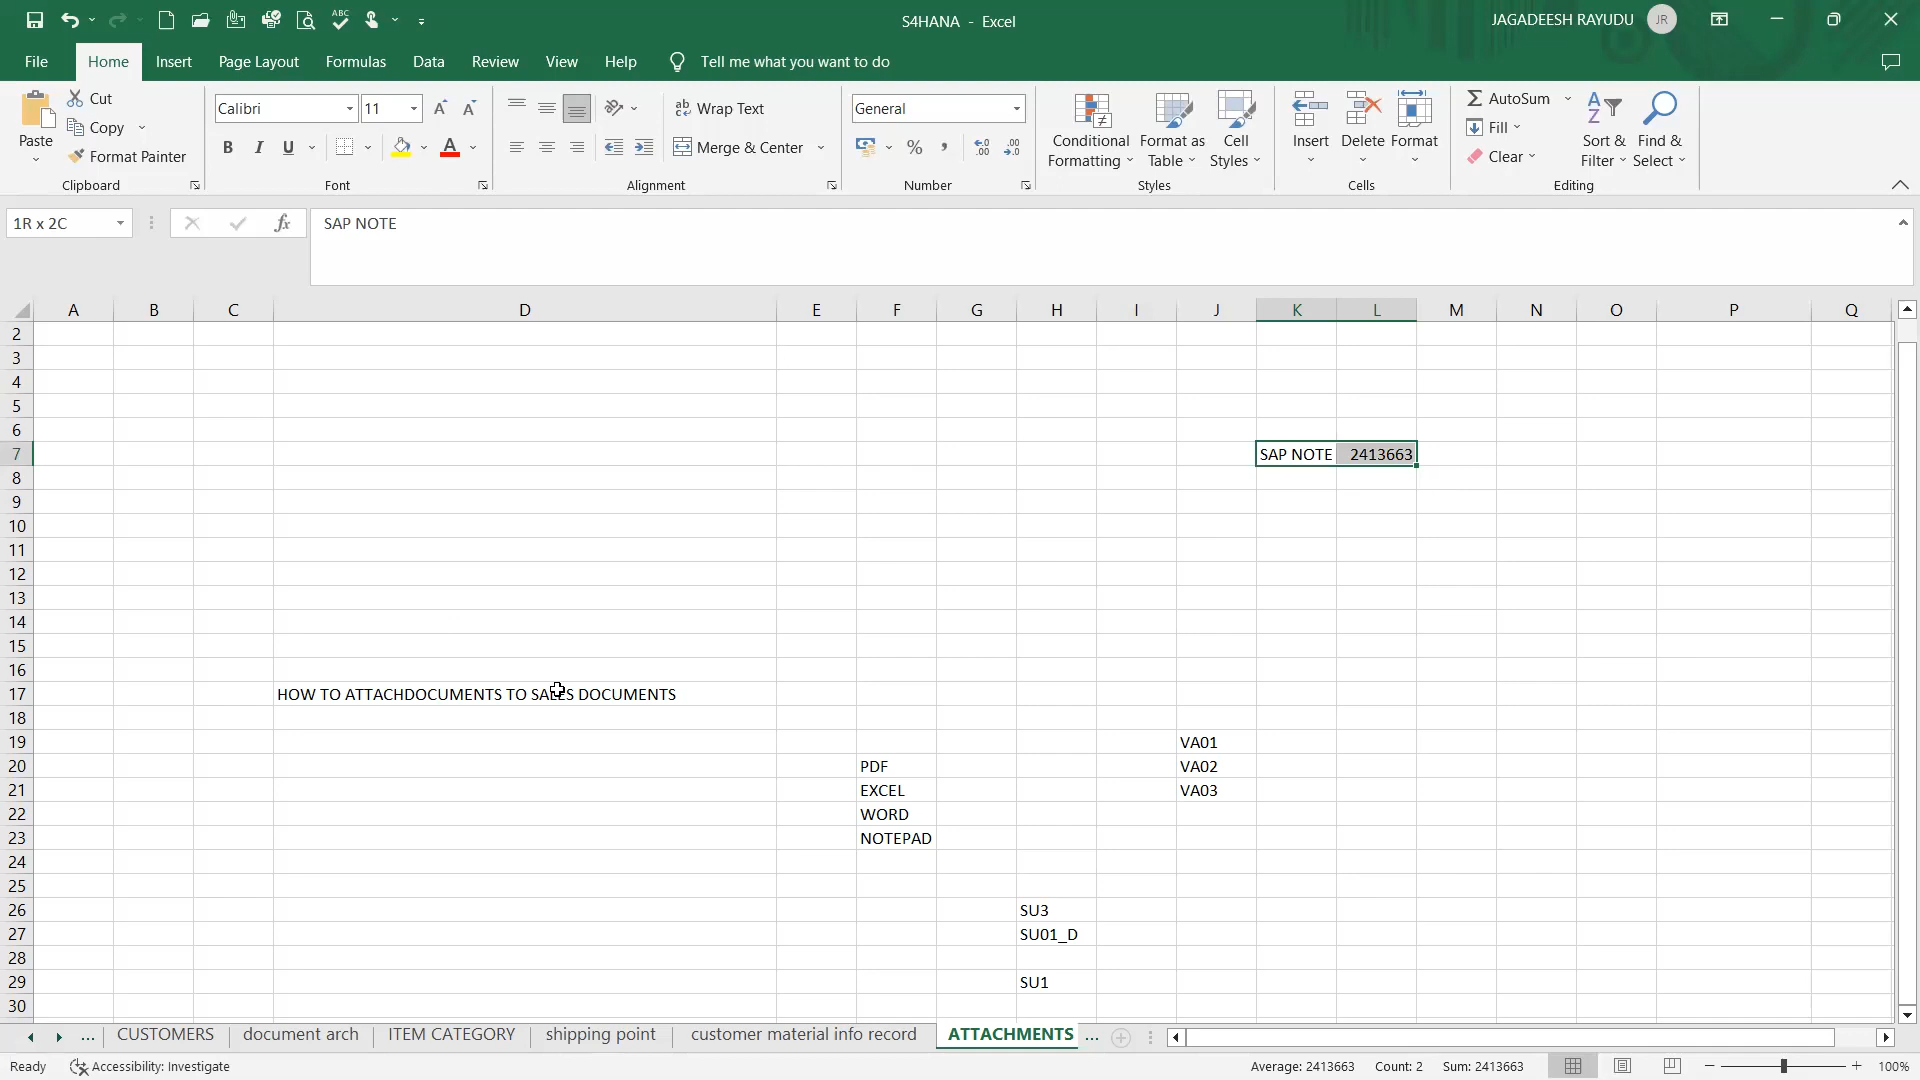 S4HANA - Excel
JAGADEESH RAYUDU JR
File Home Insert Page Layout Formulas Data Review View Help Tell me what you want to do
Paste
Cut
Copy
Format Painter
Clipboard
Calibri 11
B I U
Font
Wrap Text
Merge & Center
Alignment
General
Number
Conditional Formatting
Format as Table
Cell Styles
Styles
Insert
Delete
Format
Cells
AutoSum
Fill
Clear
Sort & Filter
Find & Select
Editing
1R x 2C fx SAP NOTE
A B C D E F G H I J K L M N O P Q
2
3
4
5
6
7 SAP NOTE 2413663
8
9
10
11
12
13
14
15
16
17 HOW TO ATTACHDOCUMENTS TO SALES DOCUMENTS
18
19 VA01
20 PDF VA02
21 EXCEL VA03
22 WORD
23 NOTEPAD
24
25
26 SU3
27 SU01_D
28
29 SU1
30
... CUSTOMERS document arch ITEM CATEGORY shipping point customer material info record ATTACHMENTS ...
Ready Accessibility: Investigate Average: 2413663 Count: 2 Sum: 2413663 100%